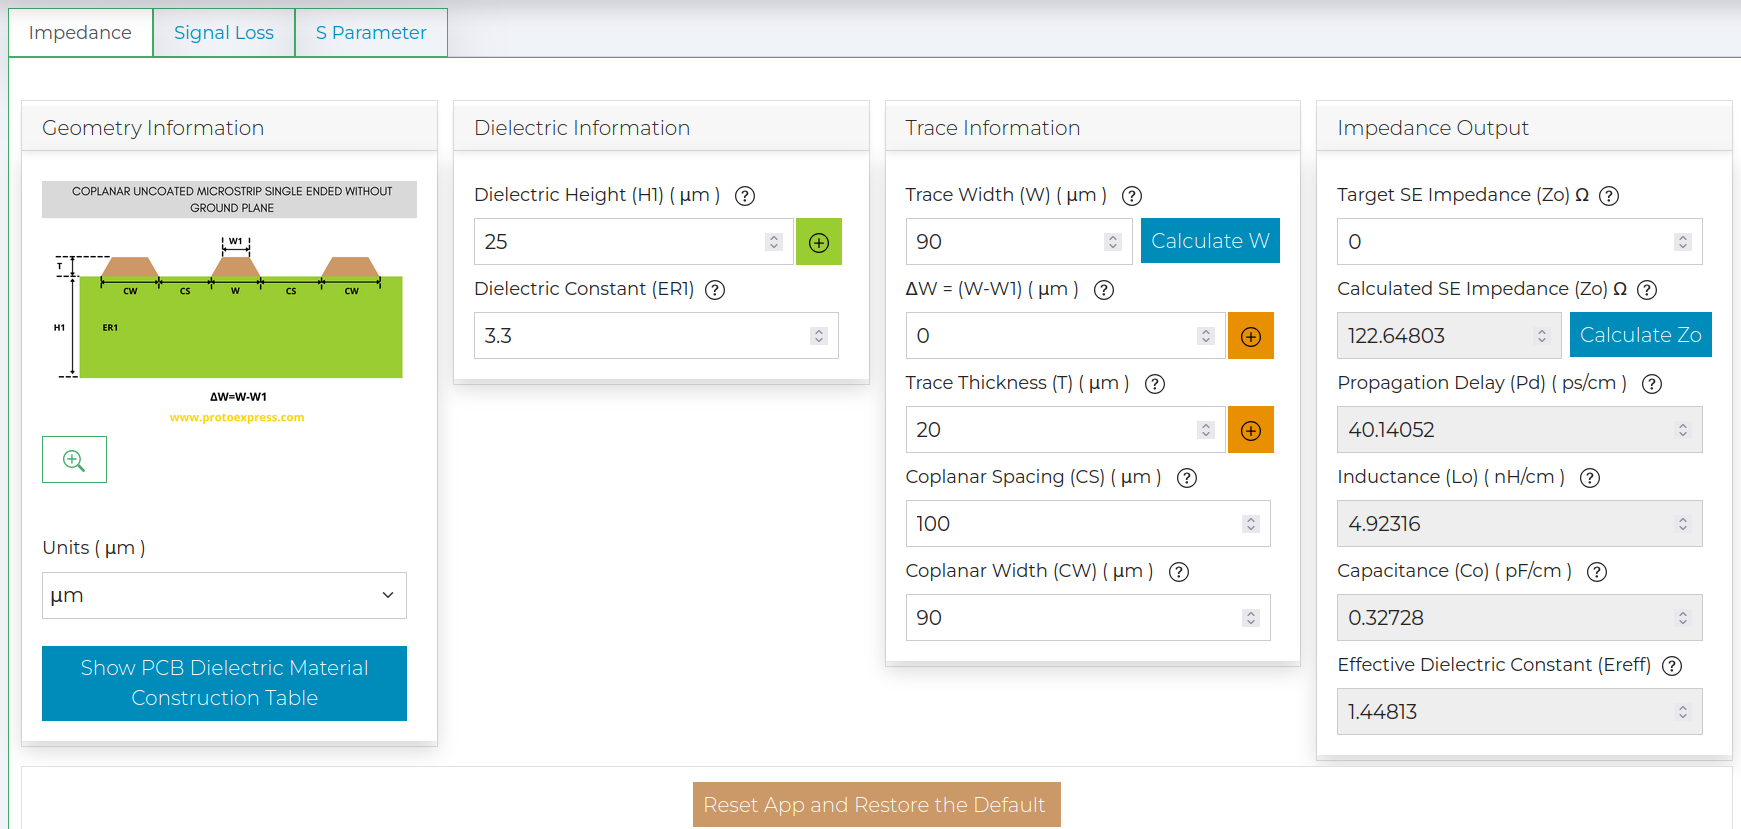 Impedance
Signal Loss
S Parameter
Geometry Information
COPLANAR UNCOATED MICROSTRIP SINGLE ENDED WITHOUT
GROUND PLANE
W1
T
CW
CS
W
CS
CW
H1
ER1
ΔW=W-W1
www.protoexpress.com
Units ( μm )
μm
Show PCB Dielectric Material
Construction Table
Dielectric Information
Dielectric Height (H1) ( μm )
25
Dielectric Constant (ER1)
3.3
Trace Information
Trace Width (W) ( μm )
90
Calculate W
ΔW = (W-W1) ( μm )
0
Trace Thickness (T) ( μm )
20
Coplanar Spacing (CS) ( μm )
100
Coplanar Width (CW) ( μm )
90
Impedance Output
Target SE Impedance (Zo) Ω
0
Calculated SE Impedance (Zo) Ω
122.64803
Calculate Zo
Propagation Delay (Pd) ( ps/cm )
40.14052
Inductance (Lo) ( nH/cm )
4.92316
Capacitance (Co) ( pF/cm )
0.32728
Effective Dielectric Constant (Ereff)
1.44813
Reset App and Restore the Default